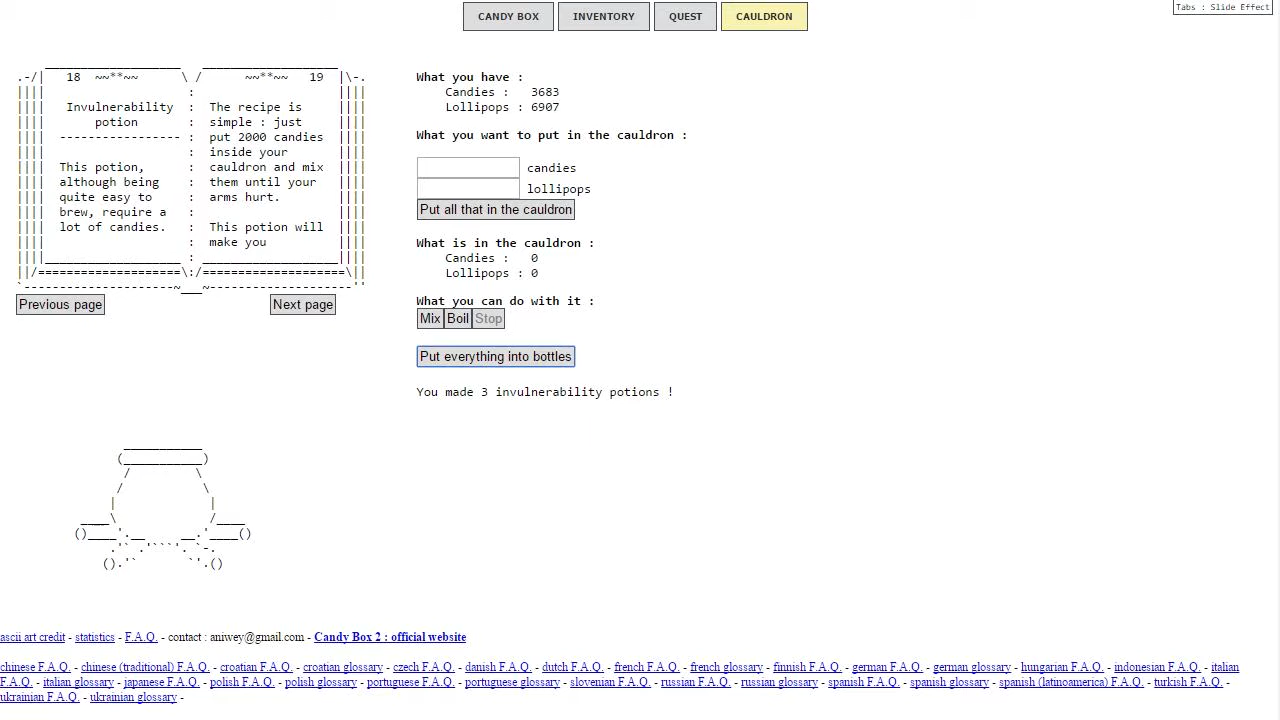 CANDY BOX INVENTORY QUEST CAULDRON
Tabs : Slide Effect
18 ~~**~~
Invulnerability
potion
-----------------
This potion,
although being
quite easy to
brew, require a
lot of candies.
~~**~~ 19
The recipe is
simple : just
put 2000 candies
inside your
cauldron and mix
them until your
arms hurt.
This potion will
make you
Previous page Next page
What you have :
Candies : 3683
Lollipops : 6907
What you want to put in the cauldron :
candies
lollipops
Put all that in the cauldron
What is in the cauldron :
Candies : 0
Lollipops : 0
What you can do with it :
Mix Boil Stop
Put everything into bottles
You made 3 invulnerability potions !
ascii art credit - statistics - F.A.Q. - contact : aniwey@gmail.com - Candy Box 2 : official website
chinese F.A.Q. - chinese (traditional) F.A.Q. - croatian F.A.Q. - croatian glossary - czech F.A.Q. - danish F.A.Q. - dutch F.A.Q. - french F.A.Q. - french glossary - finnish F.A.Q. - german F.A.Q. - german glossary - hungarian F.A.Q. - indonesian F.A.Q. - italian
F.A.Q. - italian glossary - japanese F.A.Q. - polish F.A.Q. - polish glossary - portuguese F.A.Q. - portuguese glossary - slovenian F.A.Q. - russian F.A.Q. - russian glossary - spanish F.A.Q. - spanish glossary - spanish (latinoamerica) F.A.Q. - turkish F.A.Q. -
ukrainian F.A.Q. - ukrainian glossary -